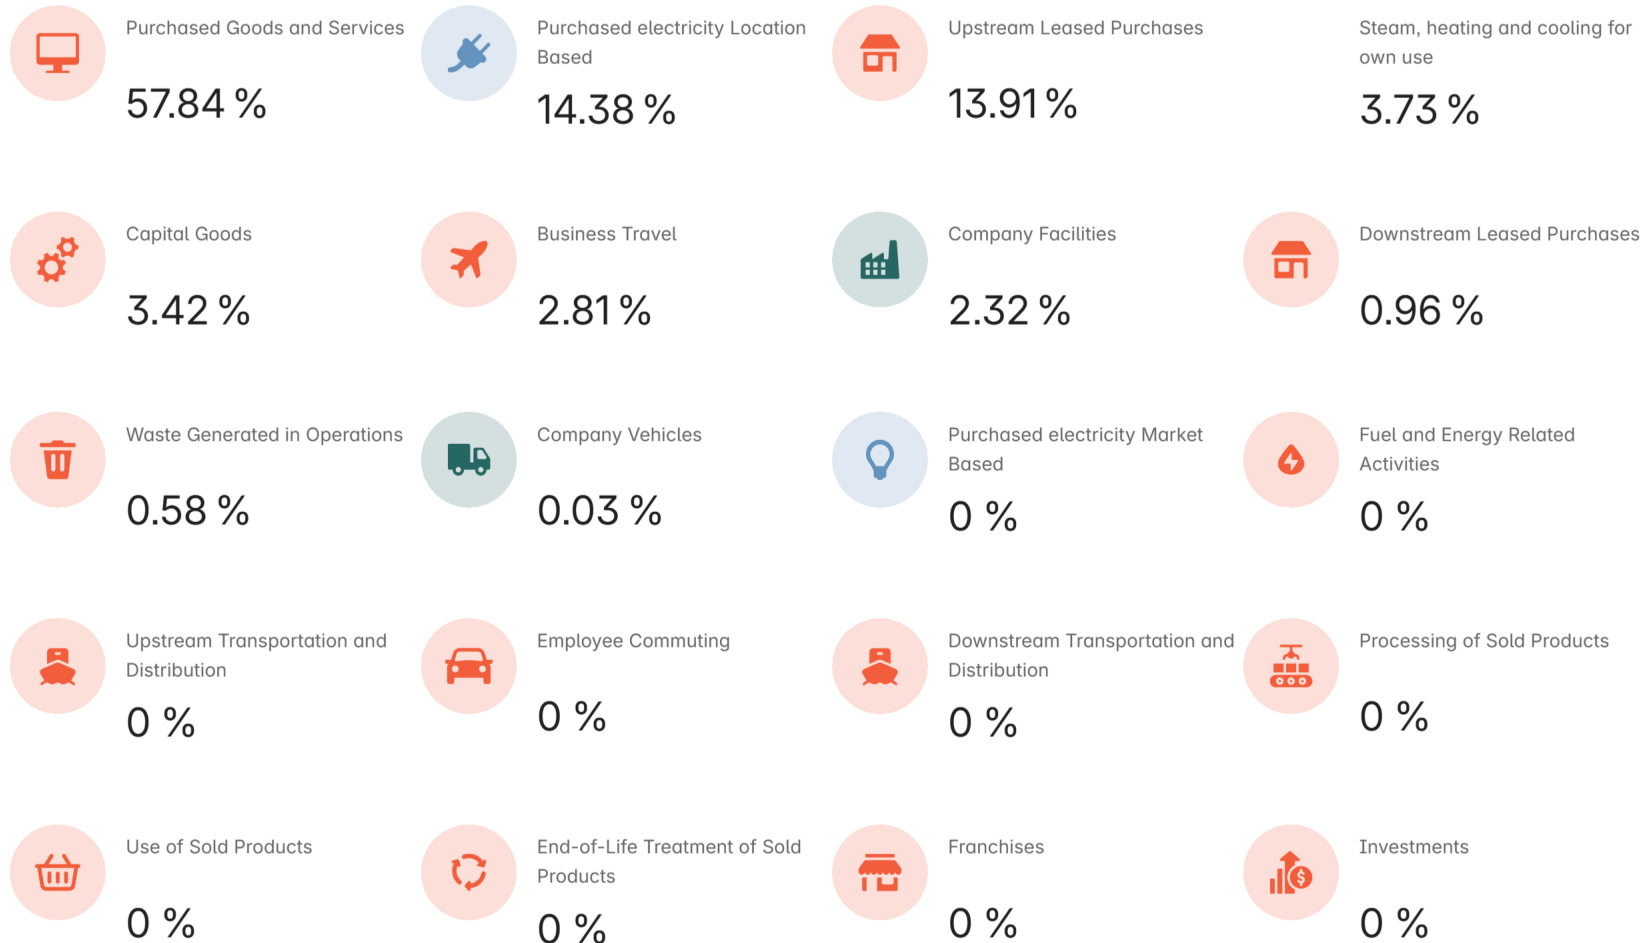 Purchased Goods and Services
57.84 %
Purchased electricity Location
Based
14.38 %
Upstream Leased Purchases
13.91 %
Steam, heating and cooling for
own use
3.73 %
Capital Goods
3.42 %
Business Travel
2.81 %
Company Facilities
2.32 %
Downstream Leased Purchases
0.96 %
Waste Generated in Operations
0.58 %
Company Vehicles
0.03 %
Purchased electricity Market
Based
0 %
Fuel and Energy Related
Activities
0 %
Upstream Transportation and
Distribution
0 %
Employee Commuting
0 %
Downstream Transportation and
Distribution
0 %
Processing of Sold Products
0 %
Use of Sold Products
0 %
End-of-Life Treatment of Sold
Products
0 %
Franchises
0 %
Investments
0 %